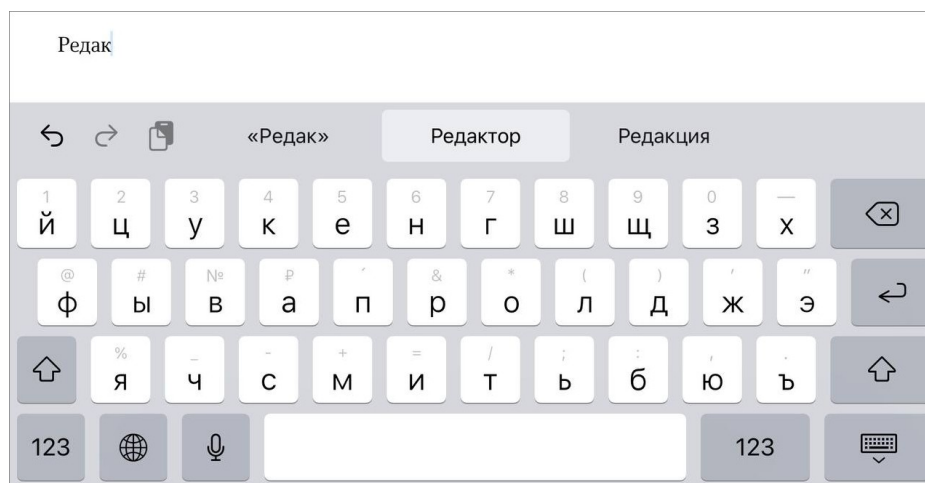 Редак
«Редак» Редактор Редакция
1 2 3 4 5 6 7 8 9 0 —
й ц у к е н г ш щ з х
@ # № ₽ ´ & * ( ) ' "
ф ы в а п р о л д ж э
% _ - + = / ; : , .
я ч с м и т ь б ю ъ
123 123